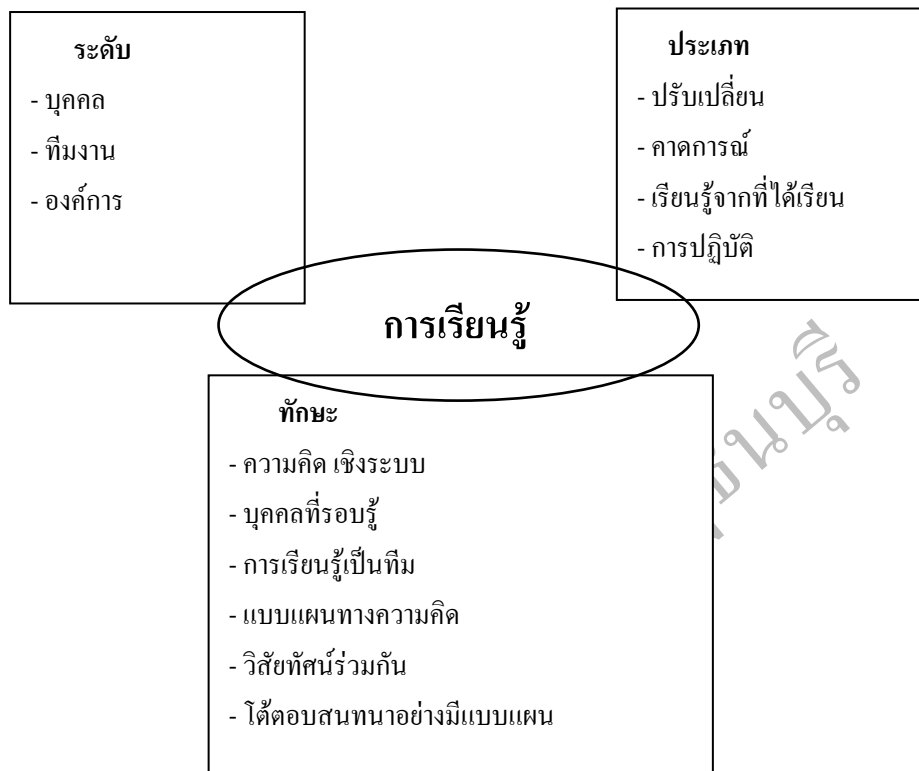 ระดับ
- บุคคล
- ทีมงาน
- องค์การ
ประเภท
- ปรับเปลี่ยน
- คาดการณ์
- เรียนรู้จากที่ได้เรียน
- การปฏิบัติ
การเรียนรู้
ทักษะ
- ความคิด เชิงระบบ
- บุคคลที่รอบรู้
- การเรียนรู้เป็นทีม
- แบบแผนทางความคิด
- วิสัยทัศน์ร่วมกัน
- โต้ตอบสนทนาอย่างมีแบบแผน